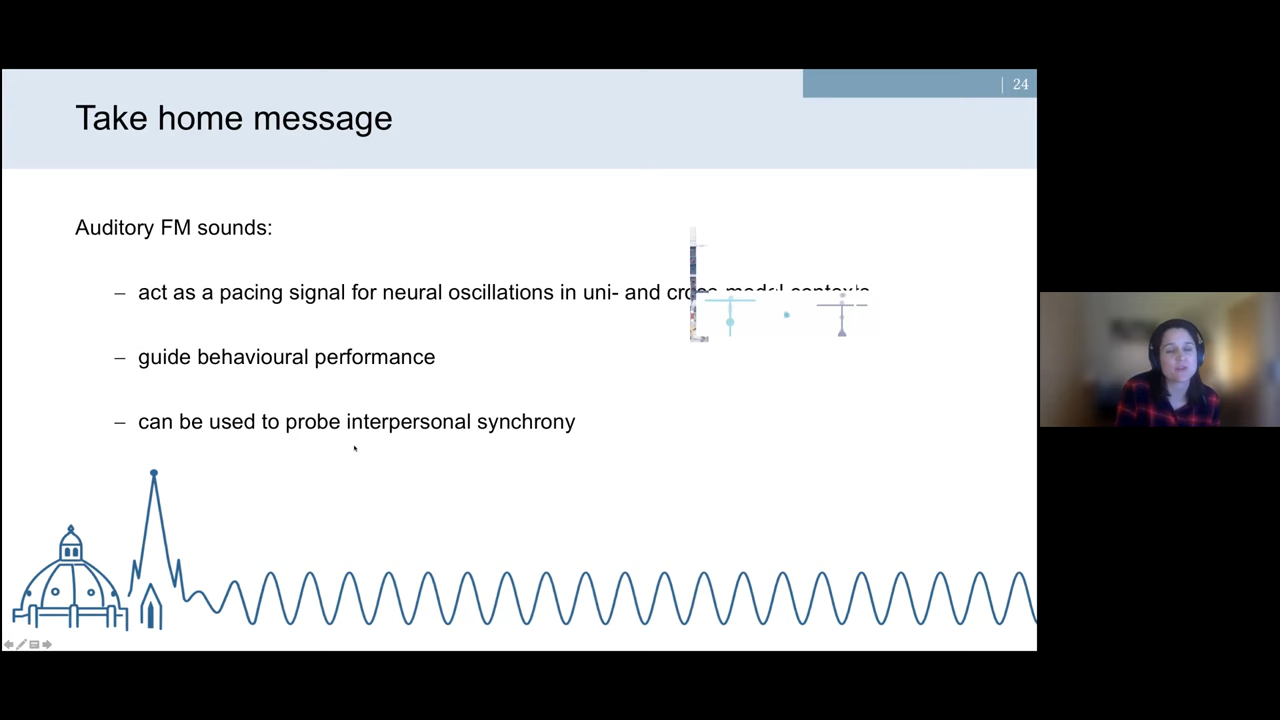 24
Take home message
Auditory FM sounds:
– act as a pacing signal for neural oscillations in uni- and
– guide behavioural performance
– can be used to probe interpersonal synchrony